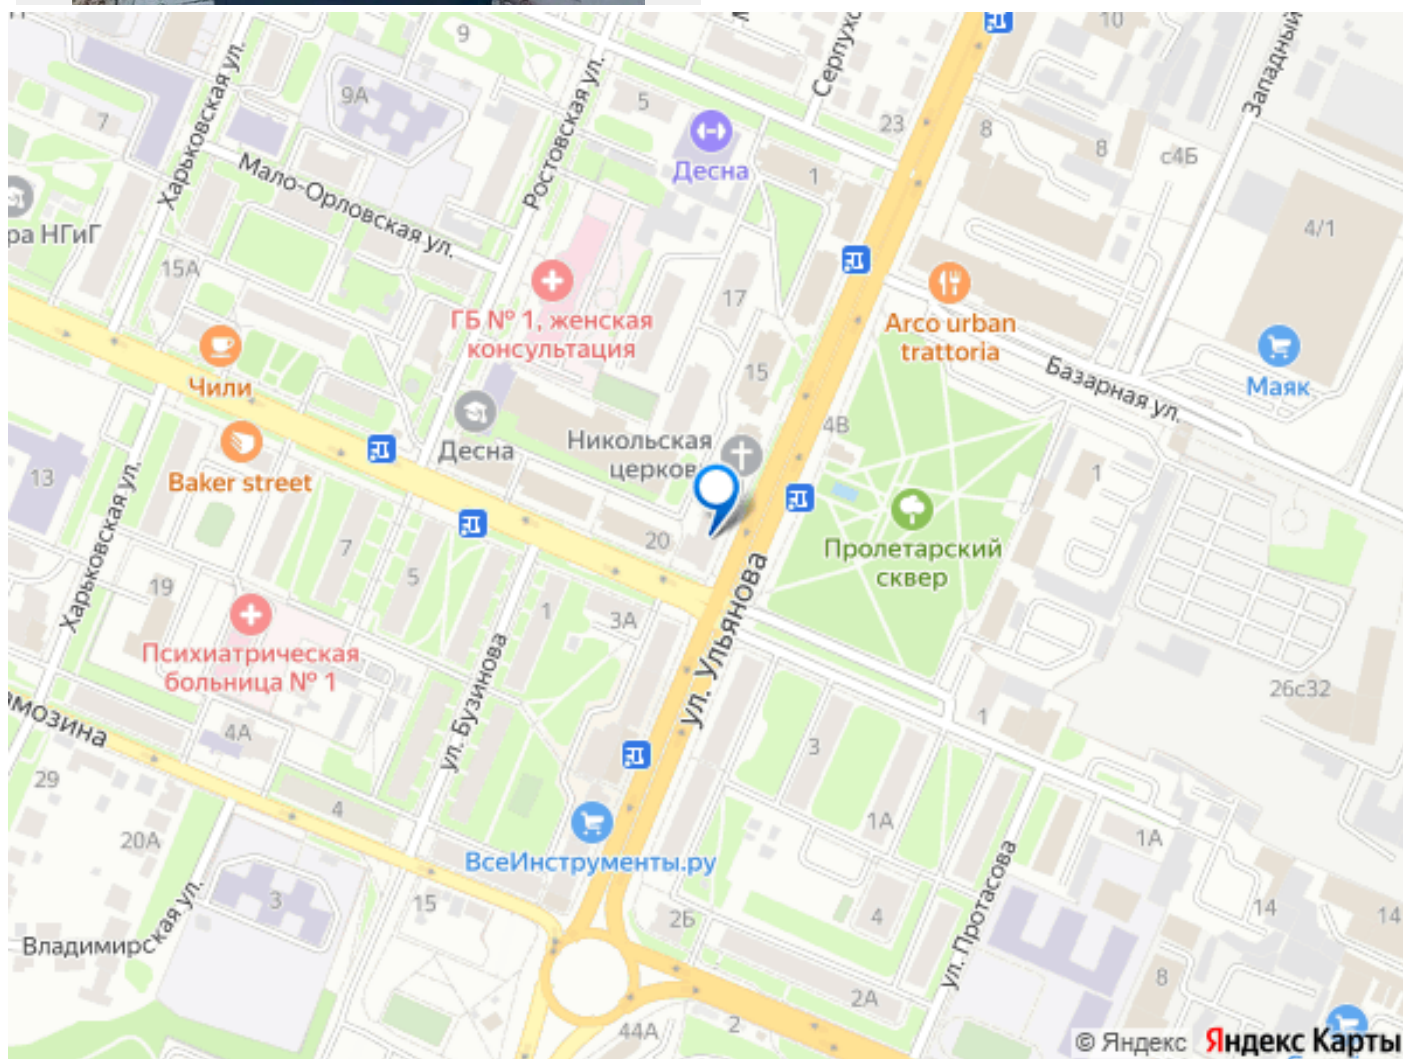 9
10
Харьковская ул.
9А
Ростовская ул.
5
Серпухо
Западный
23
8
8
с4Б
7
Мало-Орловская ул.
Десна
1
4/1
ра НГиГ
15А
17
ГБ № 1, женская
консультация
Arco urban
trattoria
Базарная ул.
Маяк
Чили
15
4В
Десна
Никольская
церковь
1
13
Baker street
Пролетарский
сквер
Харьковская ул.
7
5
20
ул. Ульянова
19
1
3А
Психиатрическая
больница № 1
ул. Бузинова
26с32
1
рмозина
4А
3
29
4
1А
1А
20А
ВсеИнструменты.ру
ул. Протасова
Владимирская ул.
3
15
2Б
4
14
14
8
2А
44А
2
© Яндекс Яндекс Карты